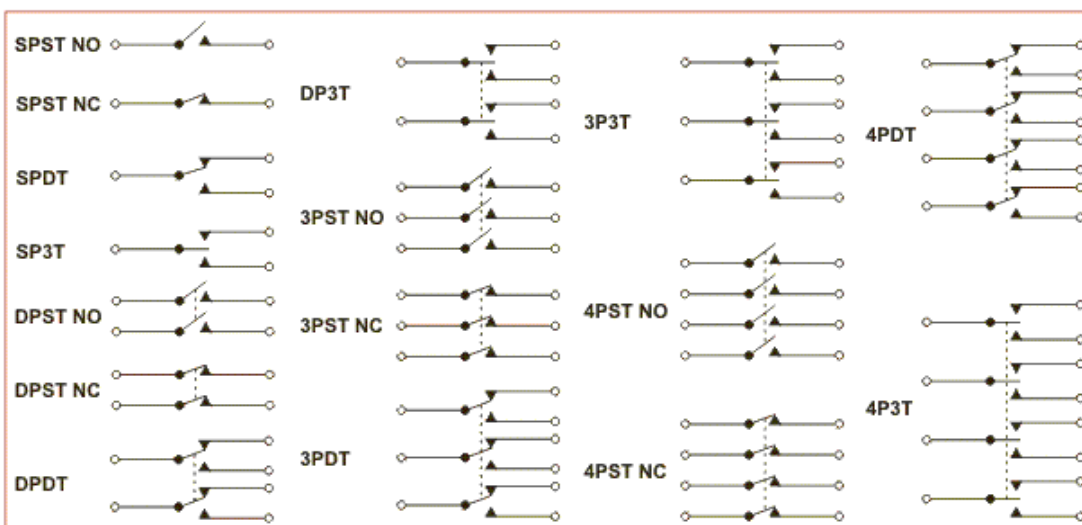 SPST NO
SPST NC
SPDT
SP3T
DPST NO
DPST NC
DPDT
DP3T
3PST NO
3PST NC
3PDT
3P3T
4PST NO
4PST NC
4PDT
4P3T